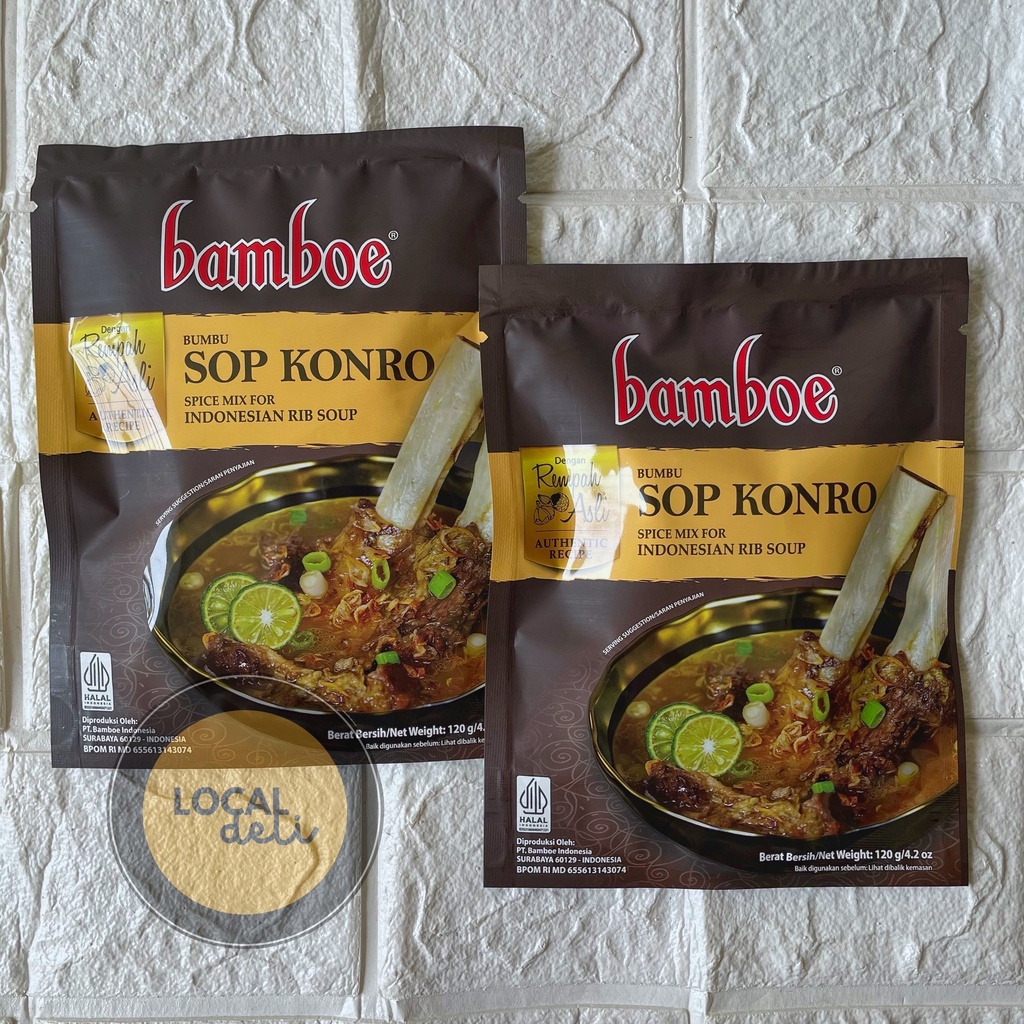 bamboe®
Dengan
Rempah
Asli
AUTHENTIC
RECIPE
BUMBU
SOP KONRO
SPICE MIX FOR
INDONESIAN RIB SOUP
SERVING SUGGESTION/SARAN PENYAJIAN
HALAL
INDONESIA
Diproduksi Oleh:
PT. Bamboe Indonesia
SURABAYA 60129 - INDONESIA
BPOM RI MD 655613143074
Berat Bersih/Net Weight: 120 g/4.
Baik digunakan sebelum: Lihat dibalik ke
bamboe®
Dengan
Rempah
Asli
AUTHENTIC
RECIPE
BUMBU
SOP KONRO
SPICE MIX FOR
INDONESIAN RIB SOUP
SERVING SUGGESTION/SARAN PENYAJIAN
HALAL
INDONESIA
Diproduksi Oleh:
PT. Bamboe Indonesia
SURABAYA 60129 - INDONESIA
BPOM RI MD 655613143074
Berat Bersih/Net Weight: 120 g/4.2 oz
Baik digunakan sebelum: Lihat dibalik kemasan
LOCAL
deli